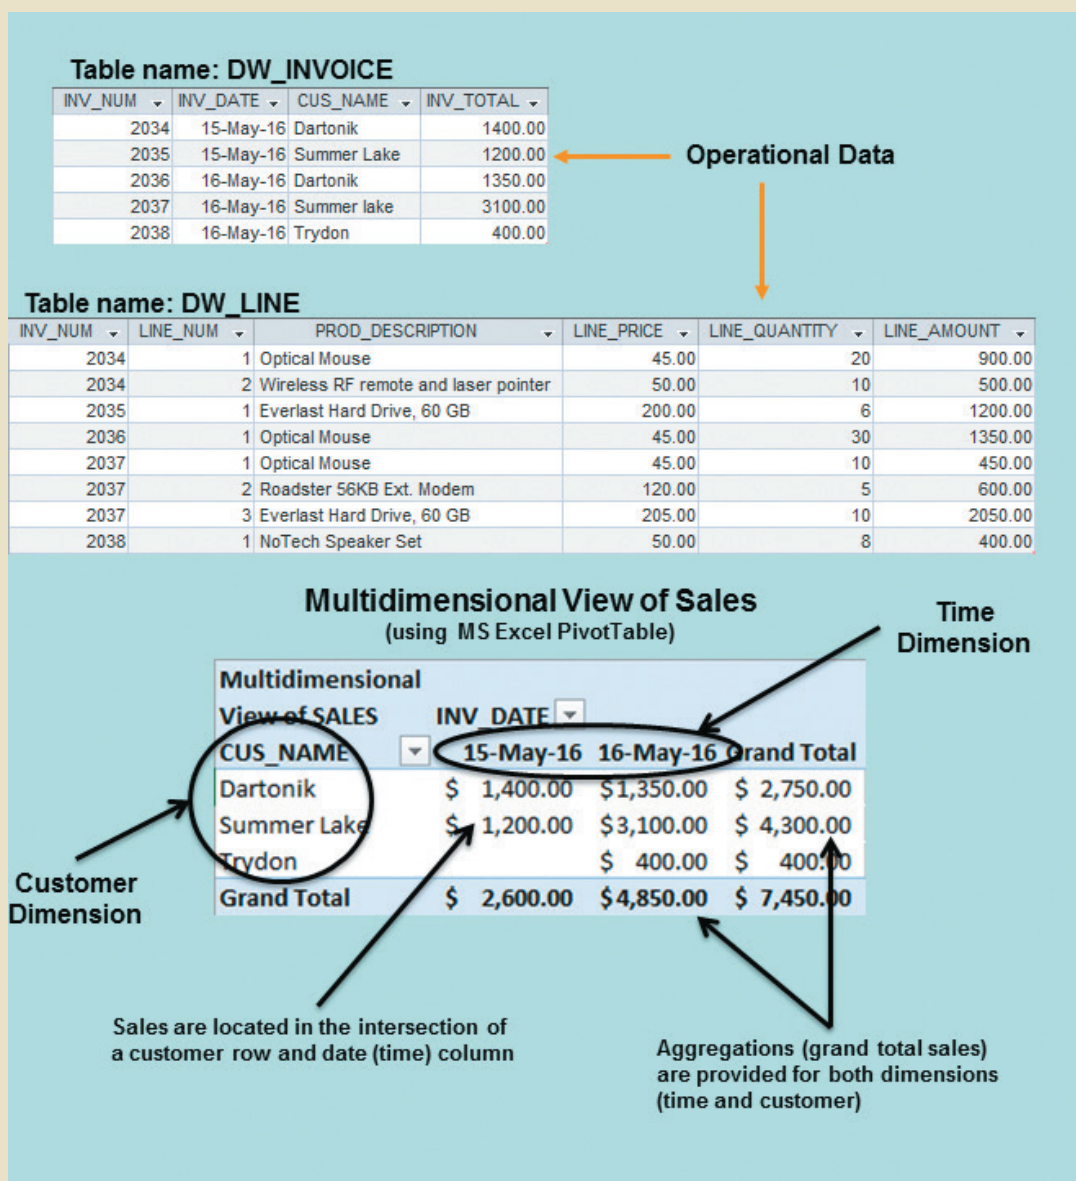 Table name: DW_INVOICE
INV_NUM INV_DATE CUS_NAME INV_TOTAL
2034 15-May-16 Dartonik 1400.00
2035 15-May-16 Summer Lake 1200.00
2036 16-May-16 Dartonik 1350.00
2037 16-May-16 Summer lake 3100.00
2038 16-May-16 Trydon 400.00
Operational Data
Table name: DW_LINE
INV_NUM LINE_NUM PROD_DESCRIPTION LINE_PRICE LINE_QUANTITY LINE_AMOUNT
2034 1 Optical Mouse 45.00 20 900.00
2034 2 Wireless RF remote and laser pointer 50.00 10 500.00
2035 1 Everlast Hard Drive, 60 GB 200.00 6 1200.00
2036 1 Optical Mouse 45.00 30 1350.00
2037 1 Optical Mouse 45.00 10 450.00
2037 2 Roadster 56KB Ext. Modem 120.00 5 600.00
2037 3 Everlast Hard Drive, 60 GB 205.00 10 2050.00
2038 1 NoTech Speaker Set 50.00 8 400.00
Multidimensional View of Sales
(using MS Excel PivotTable)
Time
Dimension
Multidimensional
View of SALES INV_DATE
CUS_NAME 15-May-16 16-May-16 Grand Total
Dartonik $ 1,400.00 $1,350.00 $ 2,750.00
Summer Lake $ 1,200.00 $3,100.00 $ 4,300.00
Trydon $ 400.00 $ 400.00
Grand Total $ 2,600.00 $4,850.00 $ 7,450.00
Customer
Dimension
Sales are located in the intersection of
a customer row and date (time) column
Aggregations (grand total sales)
are provided for both dimensions
(time and customer)